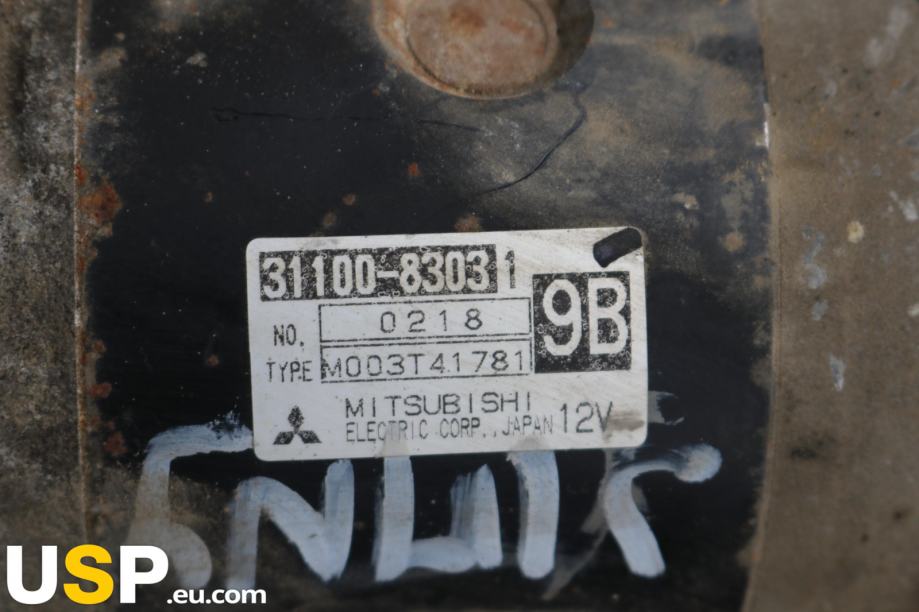 31100-83031
9B
NO. 0218
TYPE M003T41781
MITSUBISHI
ELECTRIC CORP., JAPAN 12V
USP.eu.com